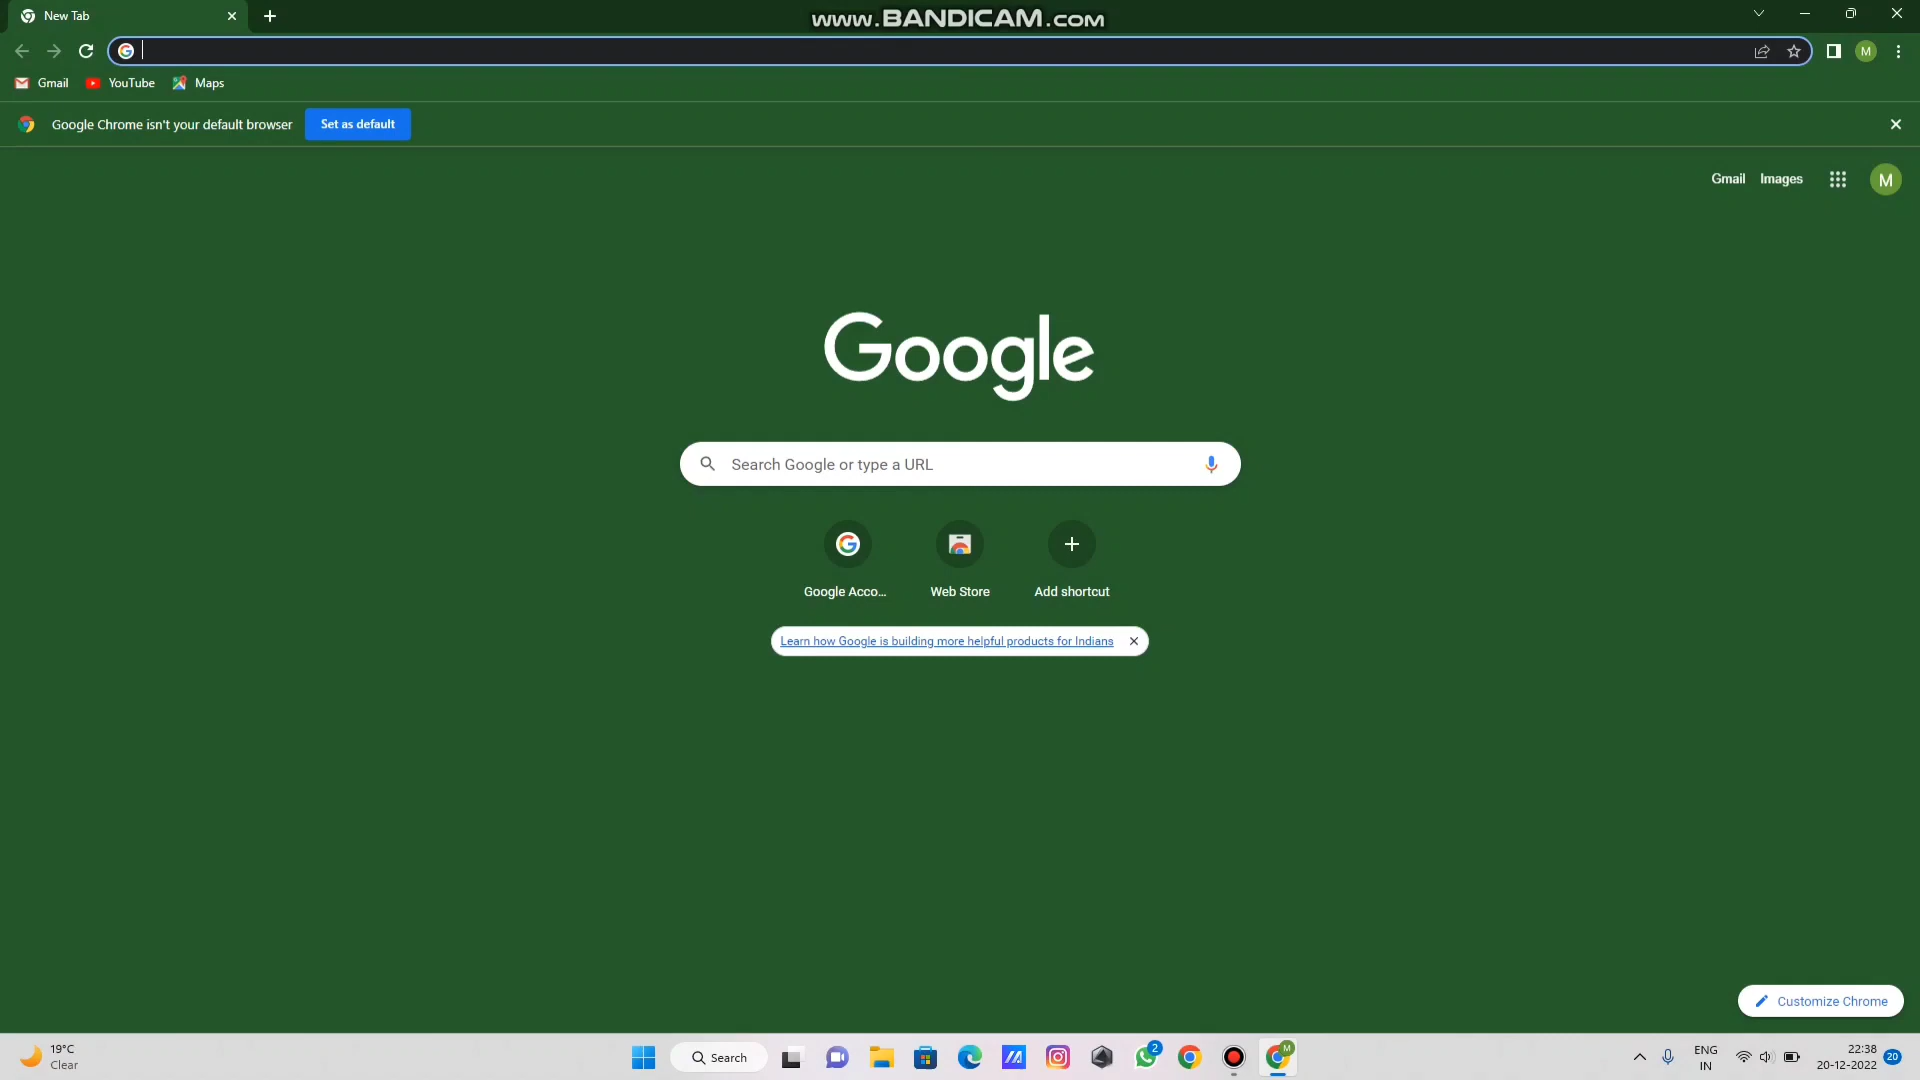 New Tab
www.BANDICAM.com
Gmail YouTube Maps
Google Chrome isn't your default browser Set as default
Gmail Images M
Google
Search Google or type a URL
Google Acco... Web Store Add shortcut
Learn how Google is building more helpful products for Indians
Customize Chrome
19°C
Clear
Search
2
M
ENG
IN
22:38
20-12-2022
20
M